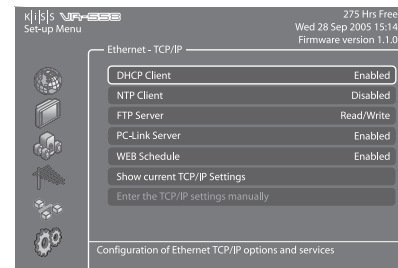 KiSS VR-558
275 Hrs Free
Set-up Menu
Wed 28 Sep 2005 15:14
Firmware version 1.1.0
Ethernet - TCP/IP
DHCP Client Enabled
NTP Client Disabled
FTP Server Read/Write
PC-Link Server Enabled
WEB Schedule Enabled
Show current TCP/IP Settings
Enter the TCP/IP settings manually
Configuration of Ethernet TCP/IP options and services